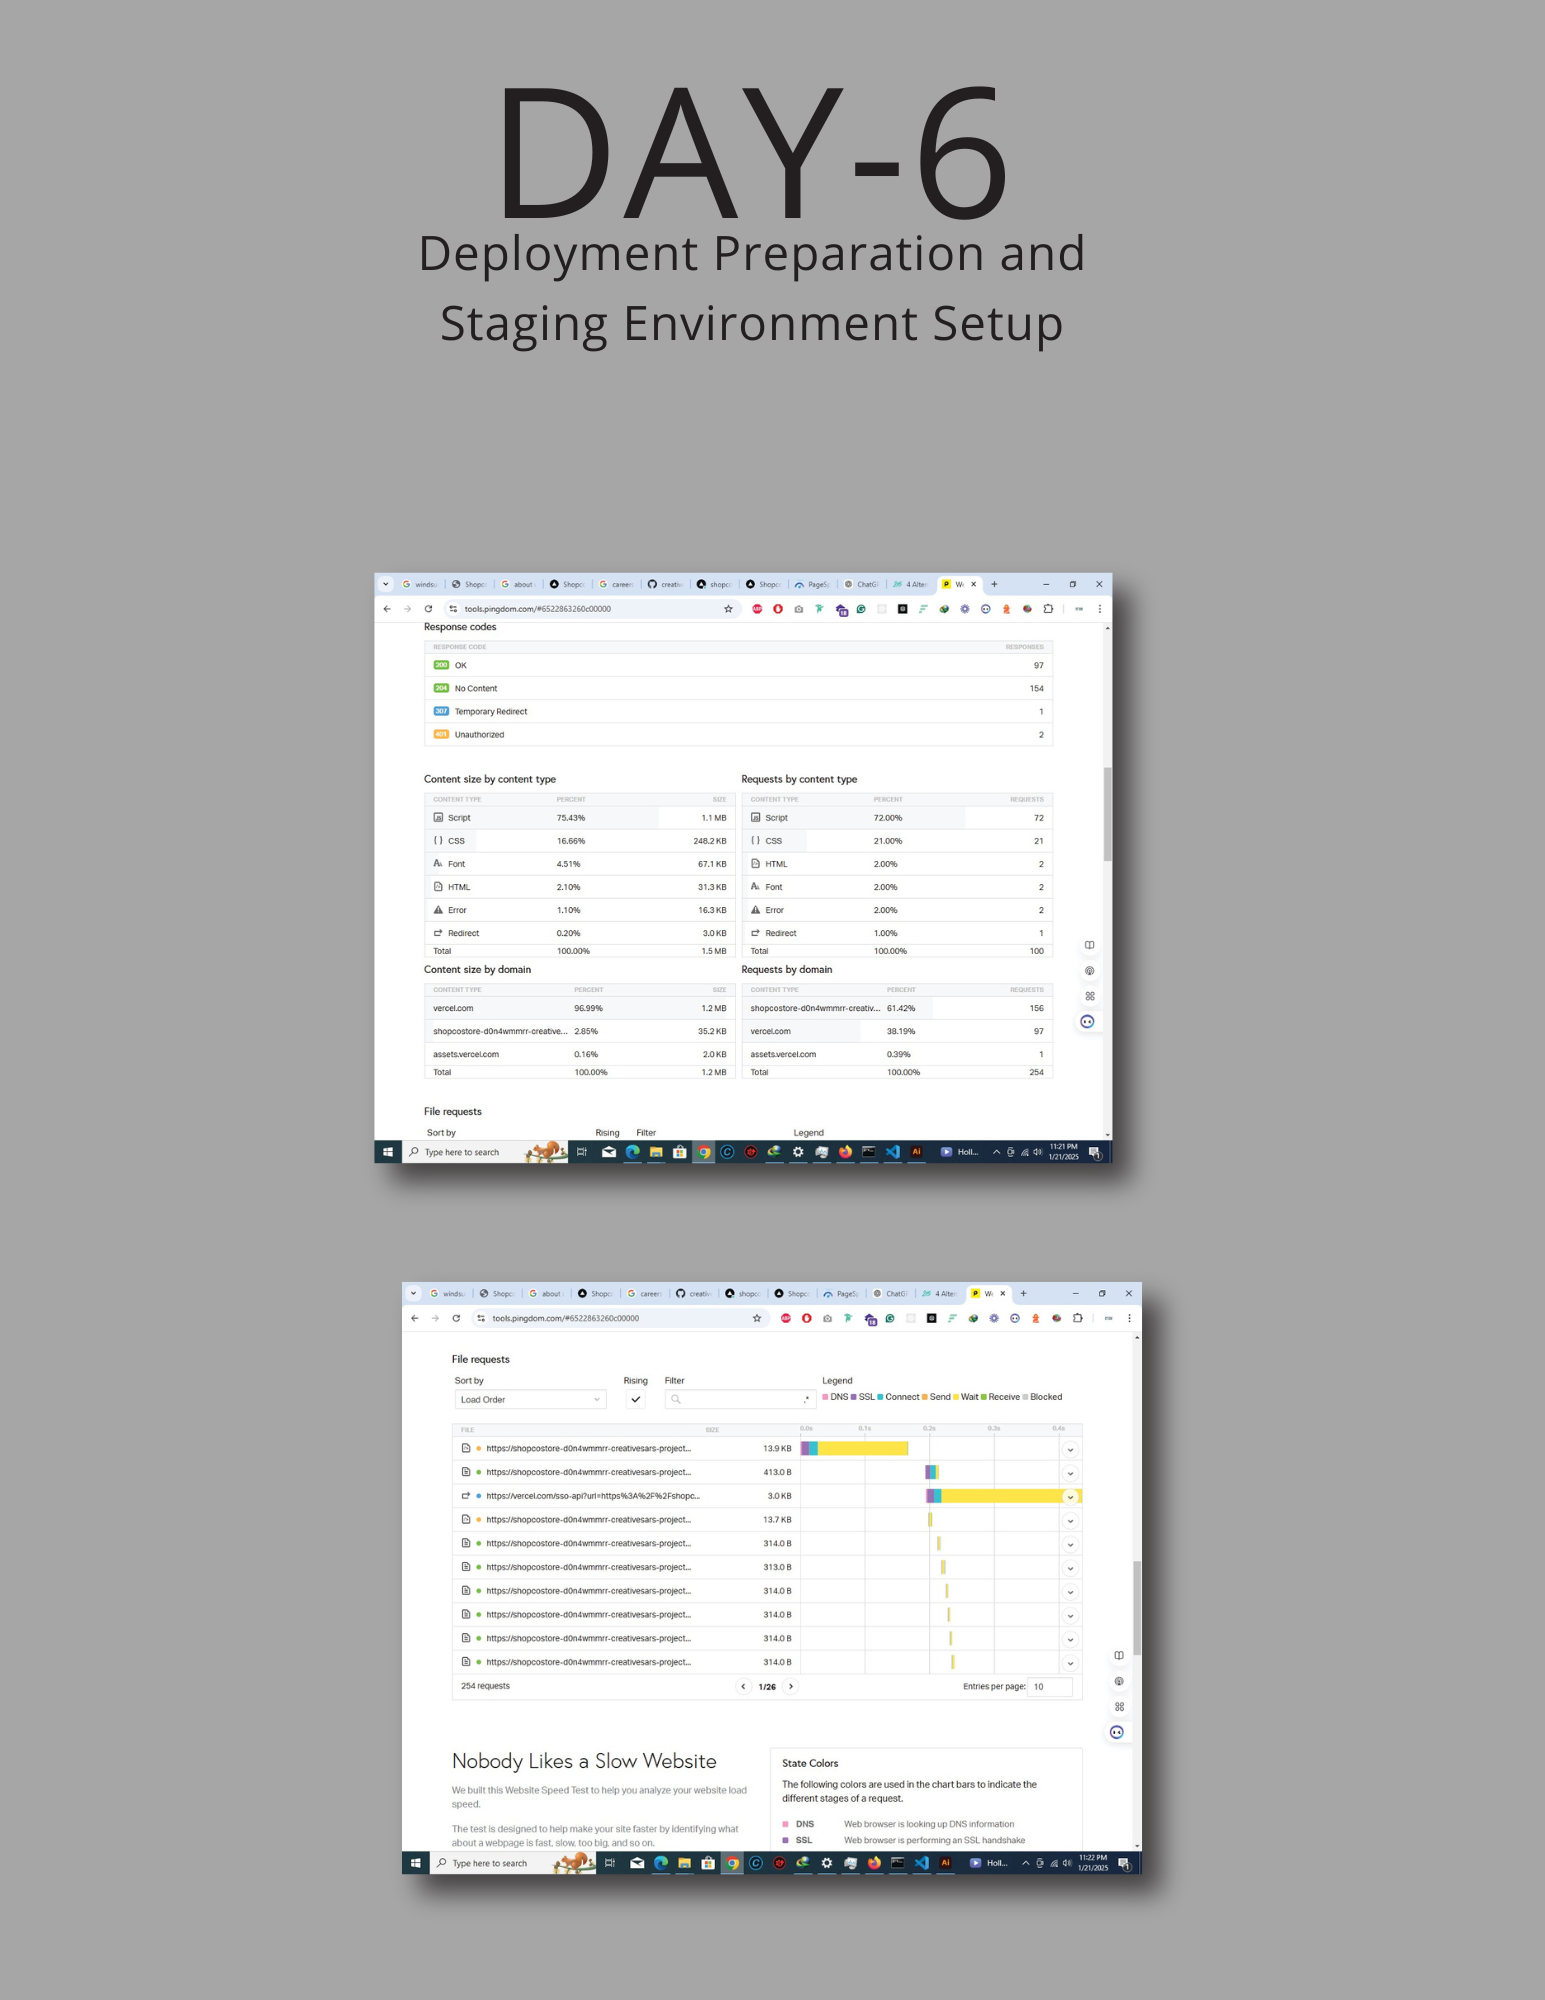 DAY-6
Deployment Preparation and
Staging Environment Setup
windsu Shopc about Shopc careers creativ shopc Shopc PageSp ChatGP 4 Alter We
tools.pingdom.com/#6522863260c00000
Response codes
RESPONSE CODE RESPONSES
200 OK 97
204 No Content 154
307 Temporary Redirect 1
401 Unauthorized 2
Content size by content type Requests by content type
CONTENT TYPE PERCENT SIZE CONTENT TYPE PERCENT REQUESTS
Script 75.43% 1.1 MB Script 72.00% 72
CSS 16.66% 248.2 KB CSS 21.00% 21
Font 4.51% 67.1 KB HTML 2.00% 2
HTML 2.10% 31.3 KB Font 2.00% 2
Error 1.10% 16.3 KB Error 2.00% 2
Redirect 0.20% 3.0 KB Redirect 1.00% 1
Total 100.00% 1.5 MB Total 100.00% 100
Content size by domain Requests by domain
CONTENT TYPE PERCENT SIZE CONTENT TYPE PERCENT REQUESTS
vercel.com 96.99% 1.2 MB shopcostore-d0n4wmmrr-creativ... 61.42% 156
shopcostore-d0n4wmmrr-creative... 2.85% 35.2 KB vercel.com 38.19% 97
assets.vercel.com 0.16% 2.0 KB assets.vercel.com 0.39% 1
Total 100.00% 1.2 MB Total 100.00% 254
File requests
Sort by Rising Filter Legend
Type here to search Holl... 11:21 PM
1/21/2025
windsu Shopc about Shopc careers creativ shopc Shopc PageSp ChatGP 4 Alter We
tools.pingdom.com/#6522863260c00000
File requests
Sort by Rising Filter Legend
Load Order .* DNS SSL Connect Send Wait Receive Blocked
FILE SIZE 0.0s 0.1s 0.2s 0.3s 0.4s
https://shopcostore-d0n4wmmrr-creativesars-project... 13.9 KB
https://shopcostore-d0n4wmmrr-creativesars-project... 413.0 B
https://vercel.com/sso-api?url=https%3A%2F%2Fshopc... 3.0 KB
https://shopcostore-d0n4wmmrr-creativesars-project... 13.7 KB
https://shopcostore-d0n4wmmrr-creativesars-project... 314.0 B
https://shopcostore-d0n4wmmrr-creativesars-project... 313.0 B
https://shopcostore-d0n4wmmrr-creativesars-project... 314.0 B
https://shopcostore-d0n4wmmrr-creativesars-project... 314.0 B
https://shopcostore-d0n4wmmrr-creativesars-project... 314.0 B
https://shopcostore-d0n4wmmrr-creativesars-project... 314.0 B
254 requests 1/26 Entries per page: 10
Nobody Likes a Slow Website
We built this Website Speed Test to help you analyze your website load
speed.
The test is designed to help make your site faster by identifying what
about a webpage is fast, slow, too big, and so on.
State Colors
The following colors are used in the chart bars to indicate the
different stages of a request.
DNS Web browser is looking up DNS information
SSL Web browser is performing an SSL handshake
Type here to search Holl... 11:22 PM
1/21/2025